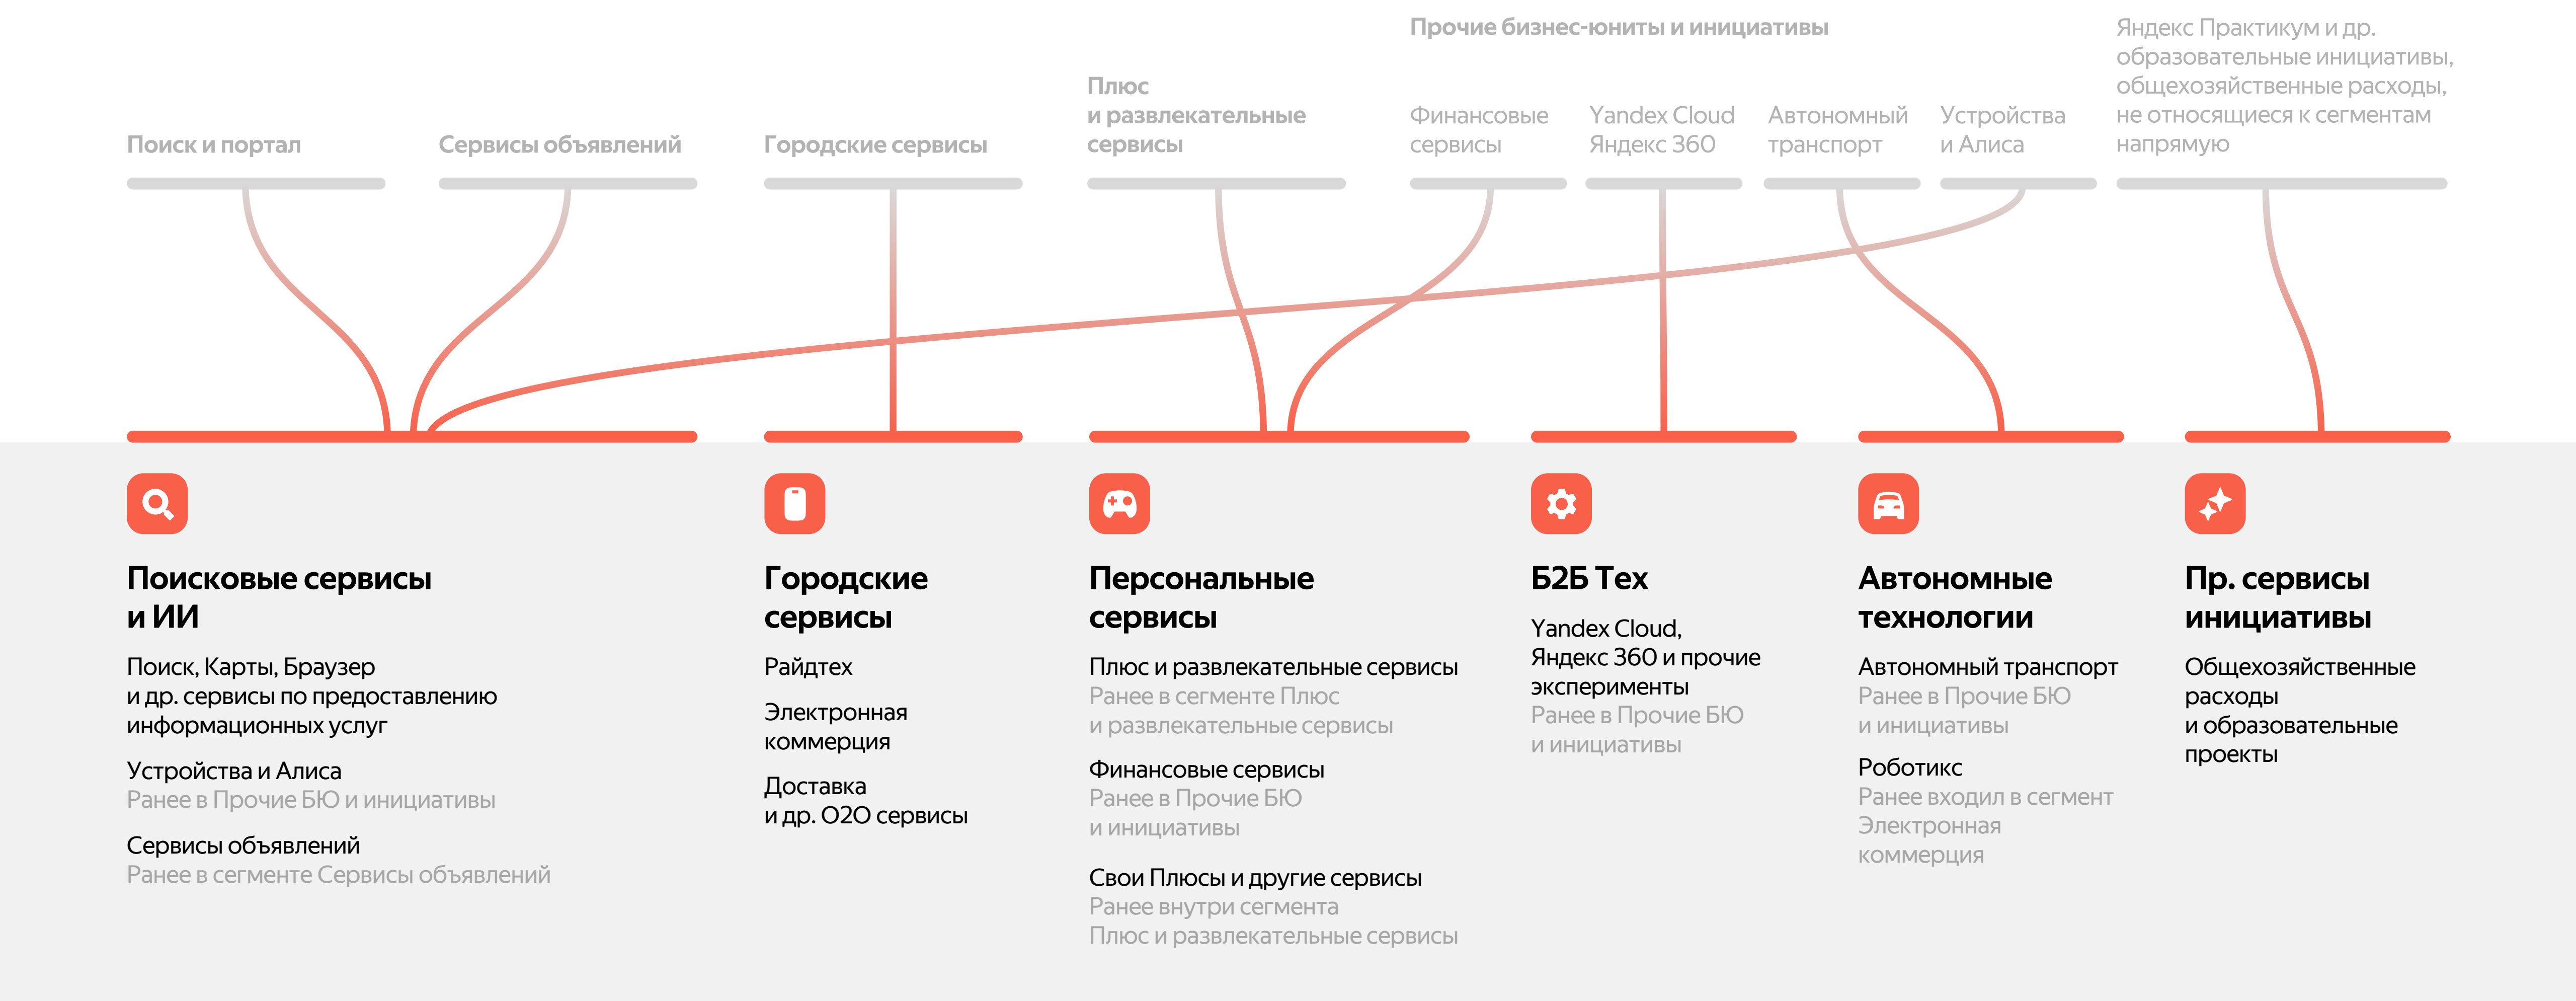 Поиск и портал
Сервисы объявлений
Городские сервисы
Плюс
и развлекательные
сервисы
Прочие бизнес-юниты и инициативы
Финансовые
сервисы
Yandex Cloud
Яндекс 360
Автономный
транспорт
Устройства
и Алиса
Яндекс Практикум и др.
образовательные инициативы,
общехозяйственные расходы,
не относящиеся к сегментам
напрямую
Поисковые сервисы
и ИИ
Поиск, Карты, Браузер
и др. сервисы по предоставлению
информационных услуг
Устройства и Алиса
Ранее в Прочие БЮ и инициативы
Сервисы объявлений
Ранее в сегменте Сервисы объявлений
Городские
сервисы
Райдтех
Электронная
коммерция
Доставка
и др. O2O сервисы
Персональные
сервисы
Плюс и развлекательные сервисы
Ранее в сегменте Плюс
и развлекательные сервисы
Финансовые сервисы
Ранее в Прочие БЮ
и инициативы
Свои Плюсы и другие сервисы
Ранее внутри сегмента
Плюс и развлекательные сервисы
Б2Б Тех
Yandex Cloud,
Яндекс 360 и прочие
эксперименты
Ранее в Прочие БЮ
и инициативы
Автономные
технологии
Автономный транспорт
Ранее в Прочие БЮ
и инициативы
Роботикс
Ранее входил в сегмент
Электронная
коммерция
Пр. сервисы
инициативы
Общехозяйственные
расходы
и образовательные
проекты